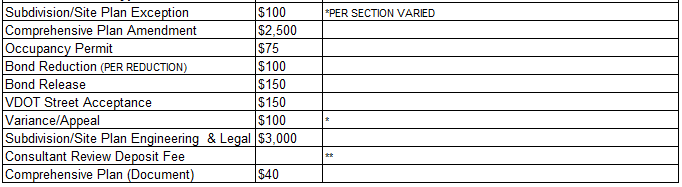 Subdivision/Site Plan Exception $100 *PER SECTION VARIED
Comprehensive Plan Amendment $2,500
Occupancy Permit $75
Bond Reduction (PER REDUCTION) $100
Bond Release $150
VDOT Street Acceptance $150
Variance/Appeal $100 *
Subdivision/Site Plan Engineering & Legal $3,000
Consultant Review Deposit Fee **
Comprehensive Plan (Document) $40